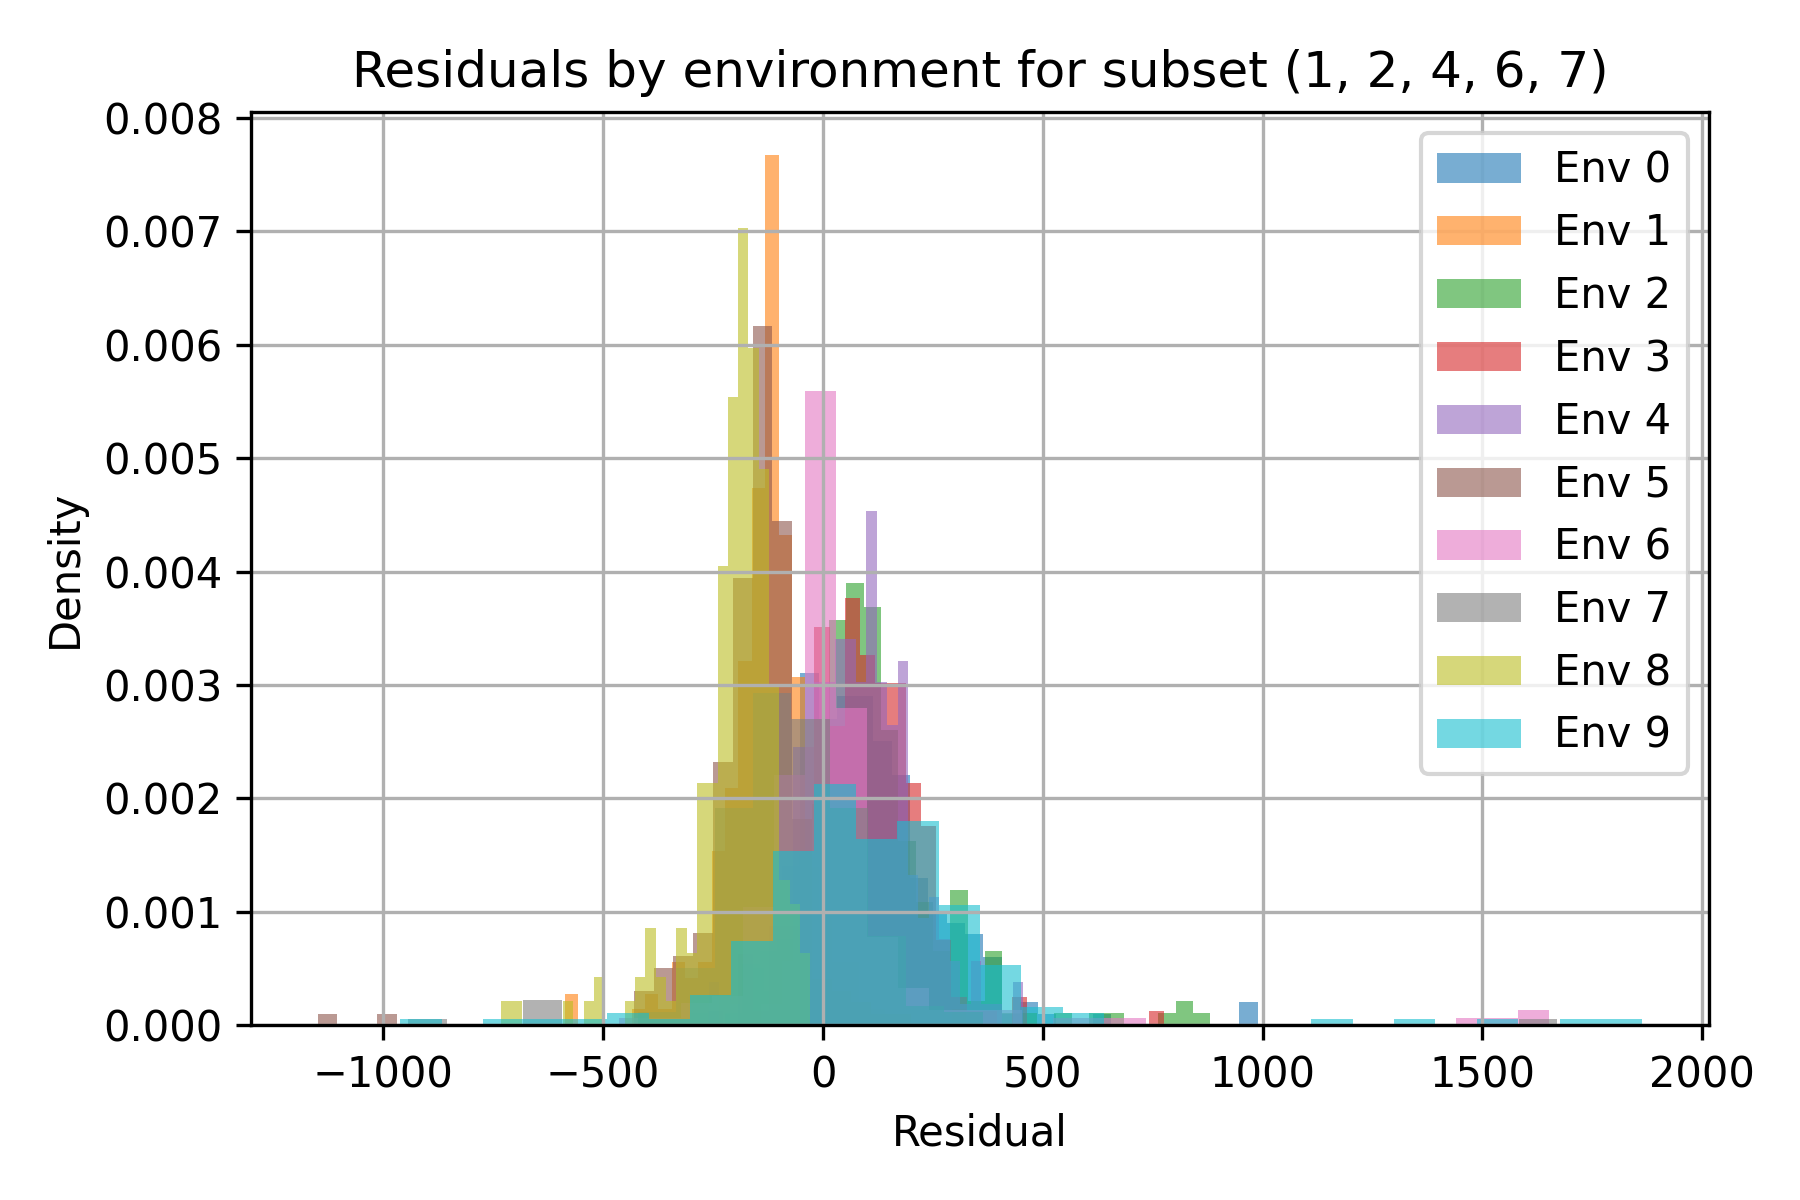 Residuals by environment for subset (1, 2, 4, 6, 7)
0.008
0.007
0.006
0.005
0.004
0.003
0.002
0.001
0.000
Density
Env 0
Env 1
Env 2
Env 3
Env 4
Env 5
Env 6
Env 7
Env 8
Env 9
−1000 −500 0 500 1000 1500 2000
Residual